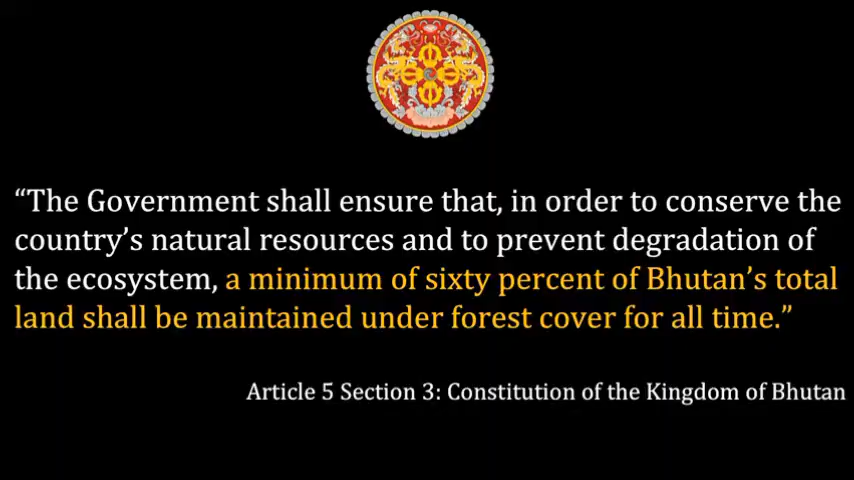 “The Government shall ensure that, in order to conserve the
country’s natural resources and to prevent degradation of
the ecosystem, a minimum of sixty percent of Bhutan’s total
land shall be maintained under forest cover for all time.”
Article 5 Section 3: Constitution of the Kingdom of Bhutan